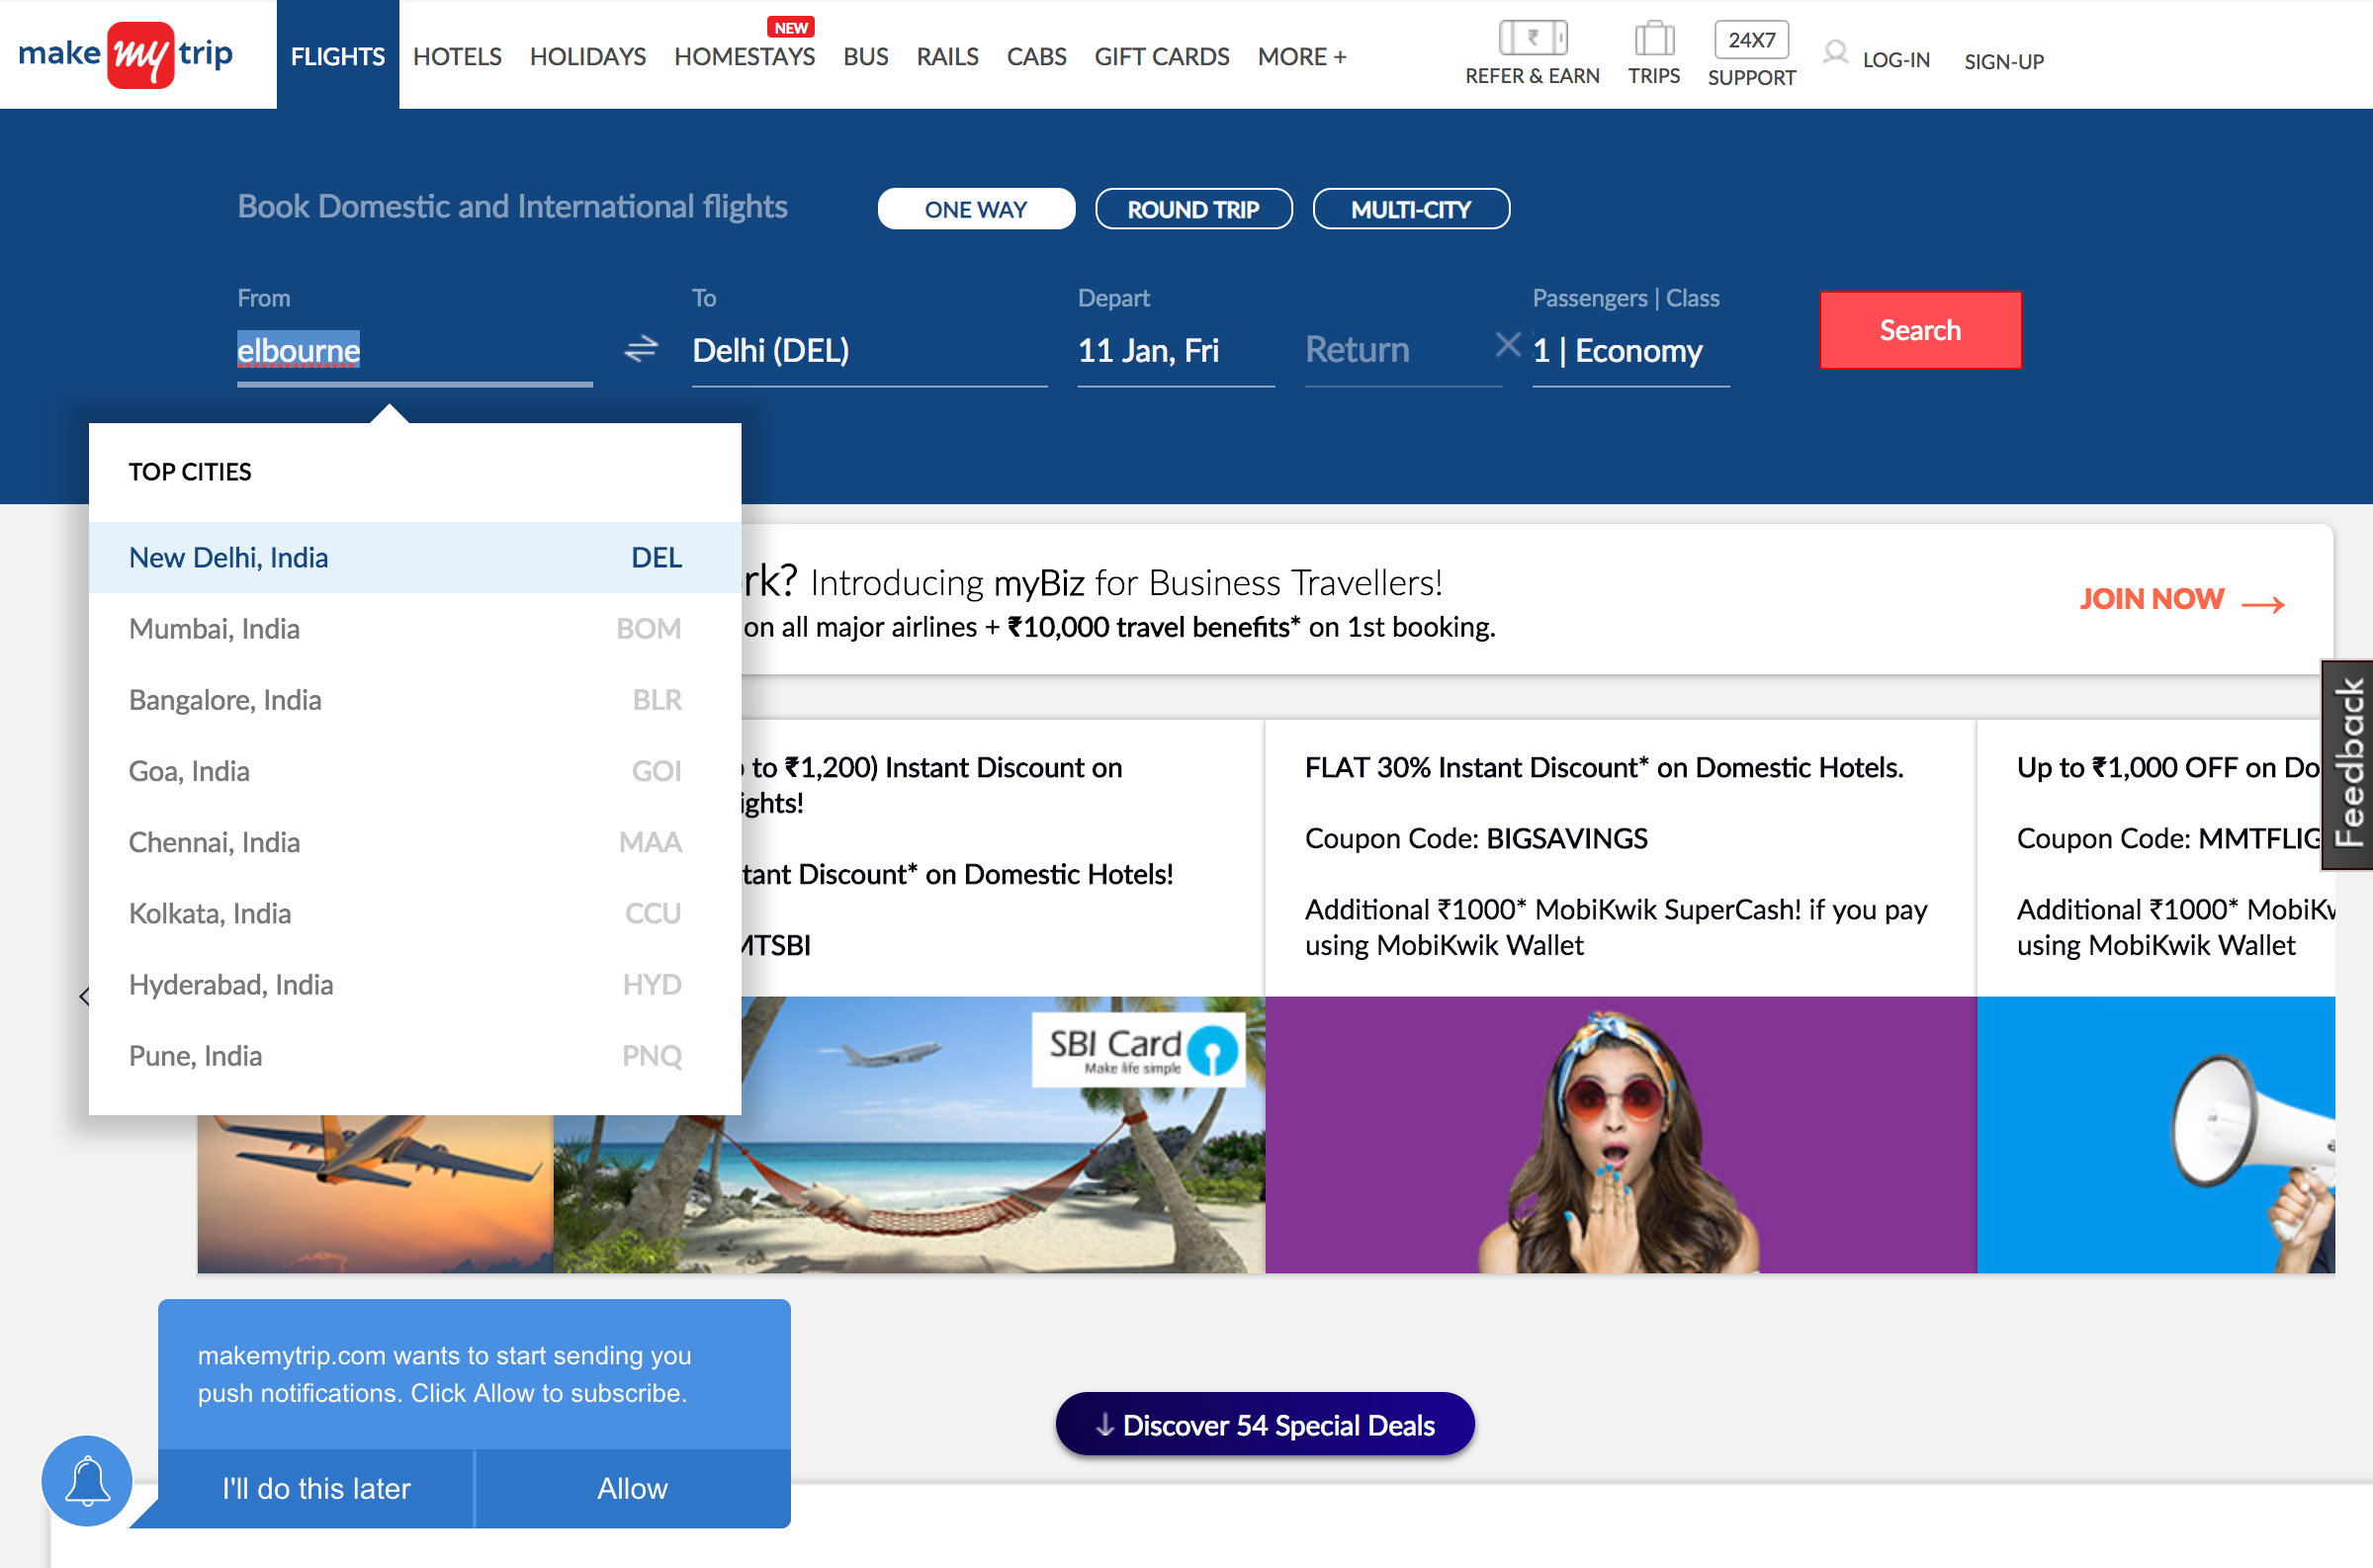 make my trip
FLIGHTS
HOTELS
HOLIDAYS
NEW
HOMESTAYS
BUS
RAILS
CABS
GIFT CARDS
MORE +
₹
REFER & EARN
TRIPS
24X7
SUPPORT
LOG-IN
SIGN-UP
Book Domestic and International flights
ONE WAY
ROUND TRIP
MULTI-CITY
From
To
Depart
Passengers | Class
elbourne
Delhi (DEL)
11 Jan, Fri
Return
1 | Economy
Search
TOP CITIES
New Delhi, India DEL
Mumbai, India BOM
Bangalore, India BLR
Goa, India GOI
Chennai, India MAA
Kolkata, India CCU
Hyderabad, India HYD
Pune, India PNQ
rk? Introducing myBiz for Business Travellers!
on all major airlines + ₹10,000 travel benefits* on 1st booking.
JOIN NOW
Feedback
to ₹1,200) Instant Discount on
ights!
tant Discount* on Domestic Hotels!
MTSBI
FLAT 30% Instant Discount* on Domestic Hotels.
Coupon Code: BIGSAVINGS
Additional ₹1000* MobiKwik SuperCash! if you pay
using MobiKwik Wallet
Up to ₹1,000 OFF on Do
Coupon Code: MMTFLIG
Additional ₹1000* MobiKw
using MobiKwik Wallet
SBI Card
Make life simple
makemytrip.com wants to start sending you
push notifications. Click Allow to subscribe.
I'll do this later
Allow
Discover 54 Special Deals